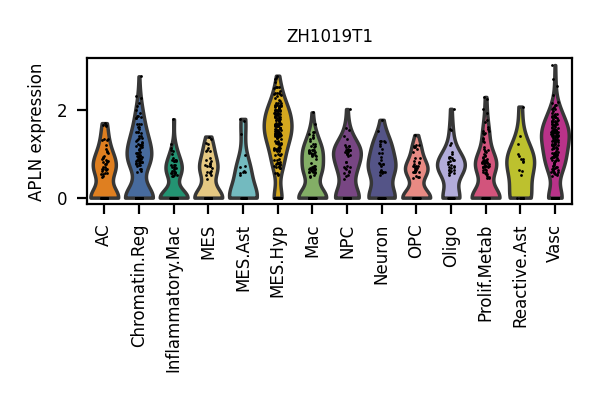 ZH1019T1
APLN expression
2
0
AC
Chromatin.Reg
Inflammatory.Mac
MES
MES.Ast
MES.Hyp
Mac
NPC
Neuron
OPC
Oligo
Prolif.Metab
Reactive.Ast
Vasc